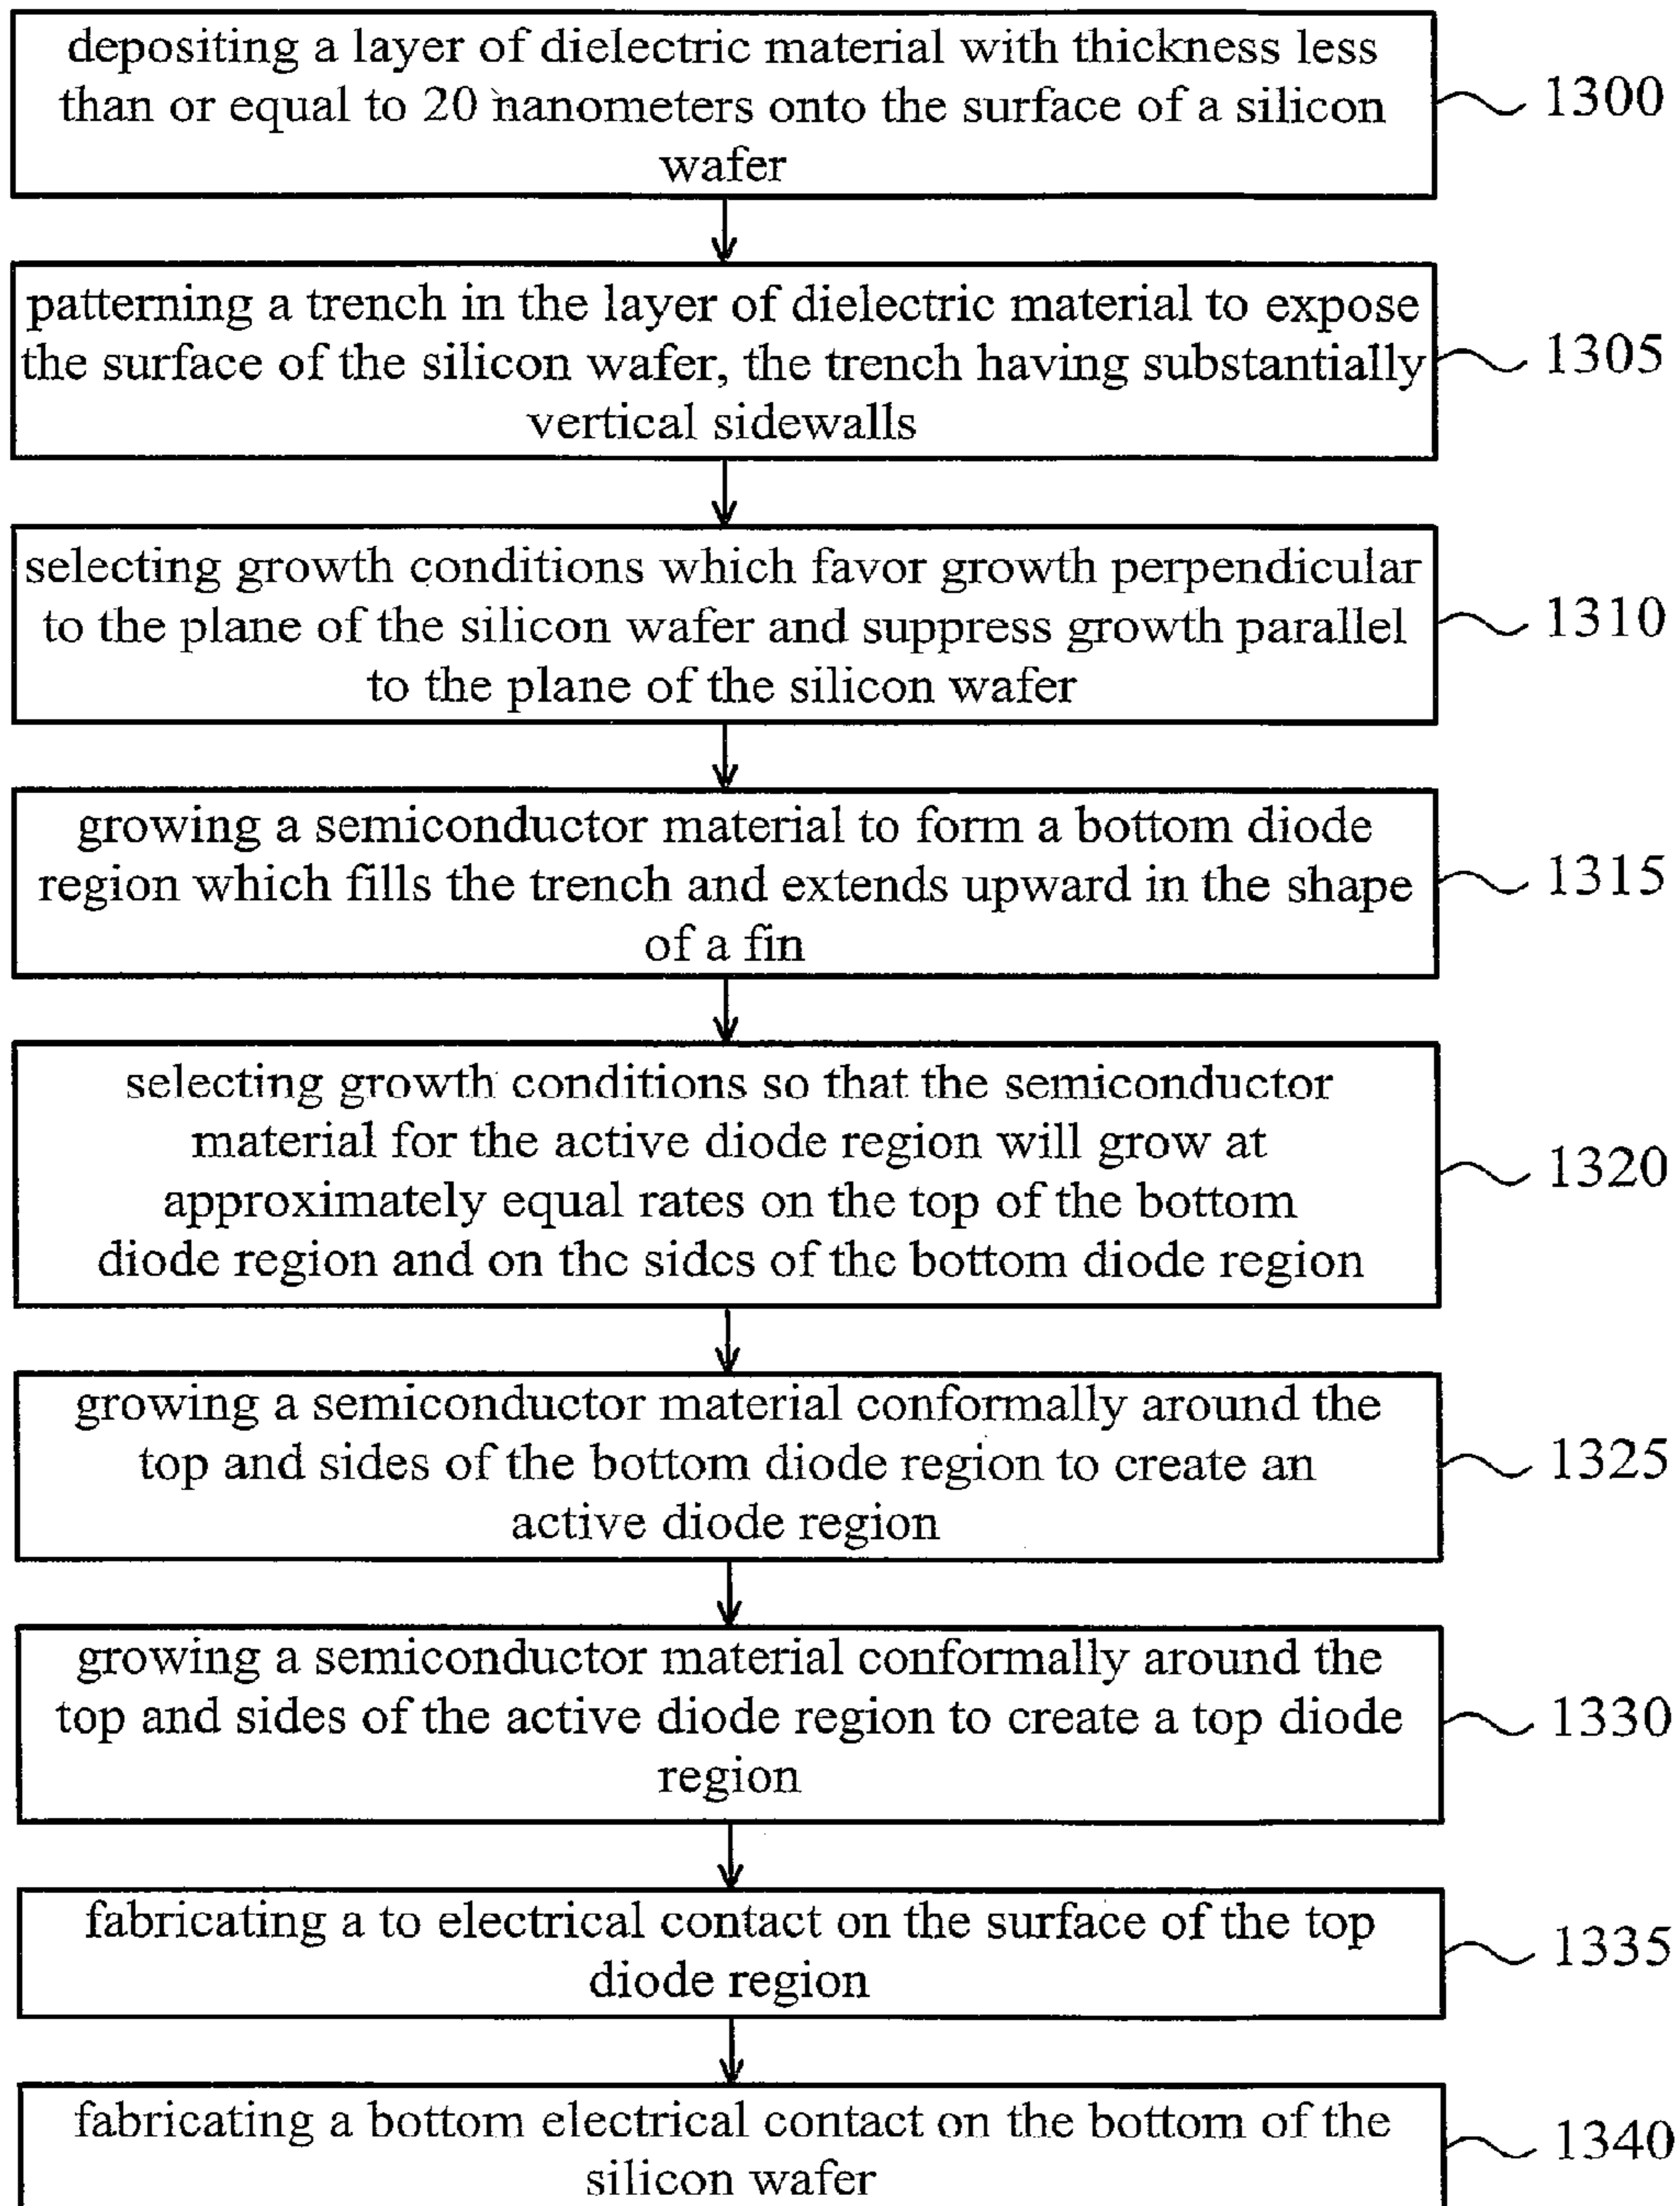 depositing a layer of dielectric material with thickness less
than or equal to 20 nanometers onto the surface of a silicon
wafer
1300
patterning a trench in the layer of dielectric material to expose
the surface of the silicon wafer, the trench having substantially
vertical sidewalls
1305
selecting growth conditions which favor growth perpendicular
to the plane of the silicon wafer and suppress growth parallel
to the plane of the silicon wafer
1310
growing a semiconductor material to form a bottom diode
region which fills the trench and extends upward in the shape
of a fin
1315
selecting growth conditions so that the semiconductor
material for the active diode region will grow at
approximately equal rates on the top of the bottom
diode region and on the sides of the bottom diode region
1320
growing a semiconductor material conformally around the
top and sides of the bottom diode region to create an
active diode region
1325
growing a semiconductor material conformally around the
top and sides of the active diode region to create a top diode
region
1330
fabricating a to electrical contact on the surface of the top
diode region
1335
fabricating a bottom electrical contact on the bottom of the
silicon wafer
1340